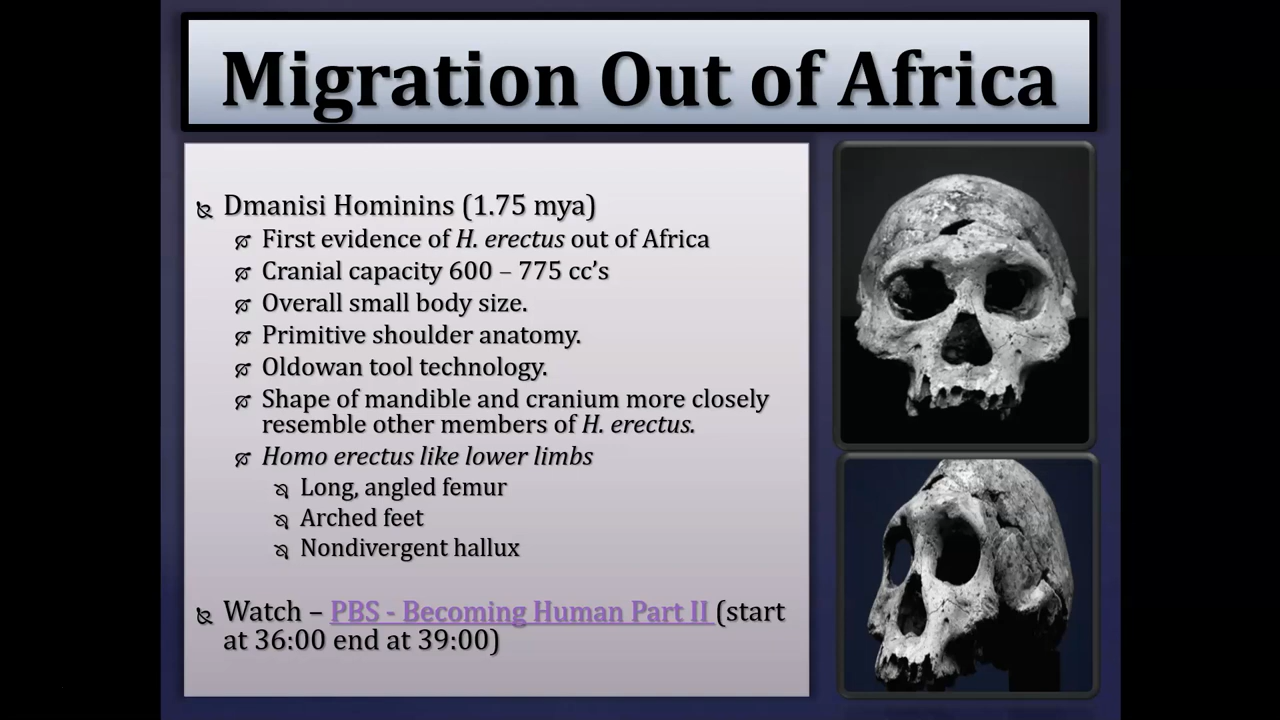 Migration Out of Africa
Dmanisi Hominins (1.75 mya)
First evidence of H. erectus out of Africa
Cranial capacity 600 – 775 cc’s
Overall small body size.
Primitive shoulder anatomy.
Oldowan tool technology.
Shape of mandible and cranium more closely
resemble other members of H. erectus.
Homo erectus like lower limbs
Long, angled femur
Arched feet
Nondivergent hallux
Watch – PBS - Becoming Human Part II (start
at 36:00 end at 39:00)